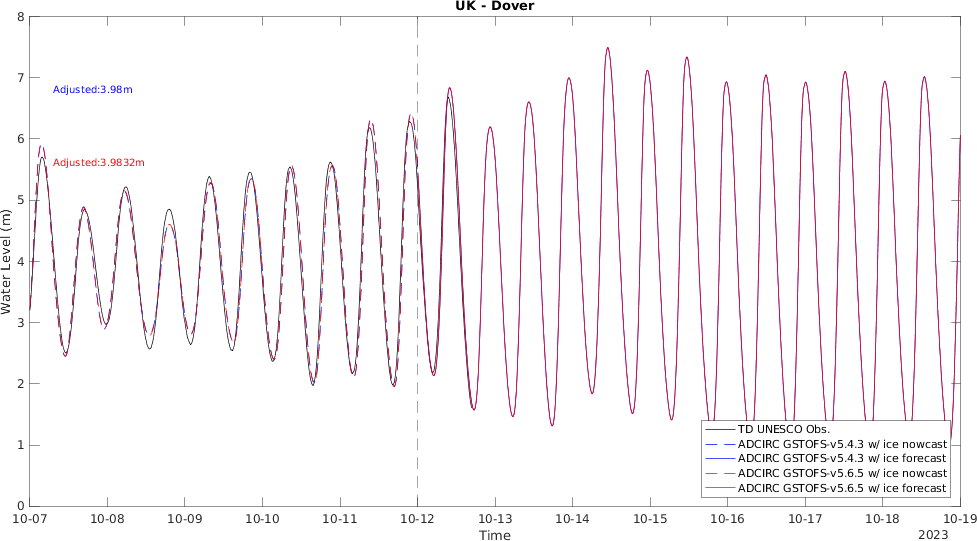 UK - Dover
8
7
6
5
4
3
2
1
0
Water Level (m)
Adjusted:3.98m
Adjusted:3.9832m
TD UNESCO Obs.
ADCIRC GSTOFS-v5.4.3 w/ ice nowcast
ADCIRC GSTOFS-v5.4.3 w/ ice forecast
ADCIRC GSTOFS-v5.6.5 w/ ice nowcast
ADCIRC GSTOFS-v5.6.5 w/ ice forecast
10-07 10-08 10-09 10-10 10-11 10-12 10-13 10-14 10-15 10-16 10-17 10-18 10-19
Time
2023